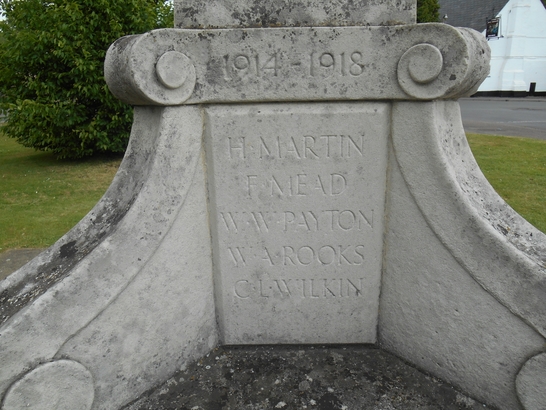 1914-1918
H·MARTIN
F·MEAD
W·W·PAYTON
W·A·ROOKS
C·L·WILKIN